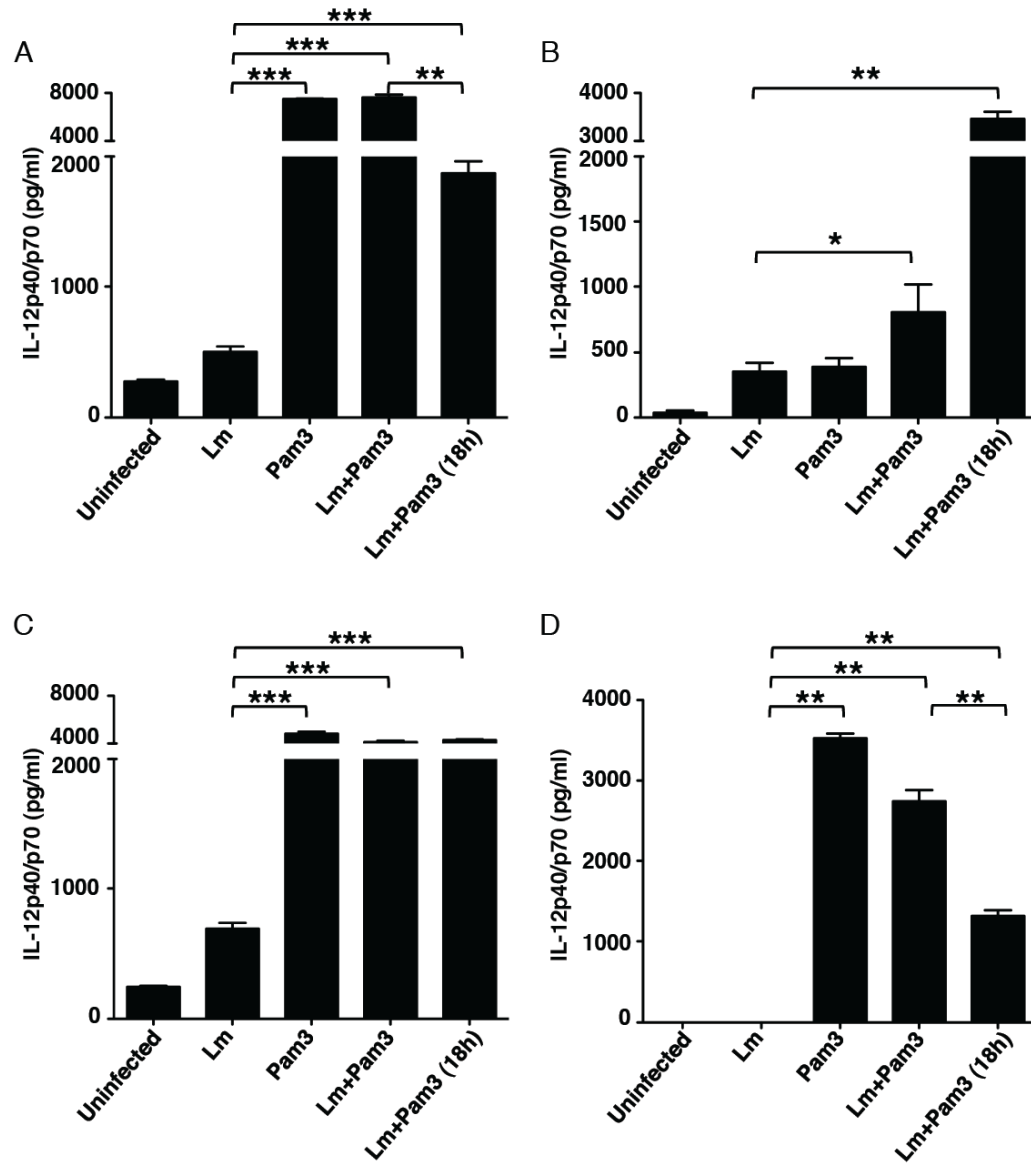 A
***
***
***
**
8000
4000
2000
1000
0
IL-12p40/p70 (pg/ml)
Uninfected
Lm
Pam3
Lm+Pam3
Lm+Pam3 (18h)
B
**
*
4000
3000
2000
1500
1000
500
0
IL-12p40/p70 (pg/ml)
Uninfected
Lm
Pam3
Lm+Pam3
Lm+Pam3 (18h)
C
***
***
***
8000
4000
2000
1000
0
IL-12p40/p70 (pg/ml)
Uninfected
Lm
Pam3
Lm+Pam3
Lm+Pam3 (18h)
D
**
**
**
**
4000
3000
2000
1000
0
IL-12p40/p70 (pg/ml)
Uninfected
Lm
Pam3
Lm+Pam3
Lm+Pam3 (18h)